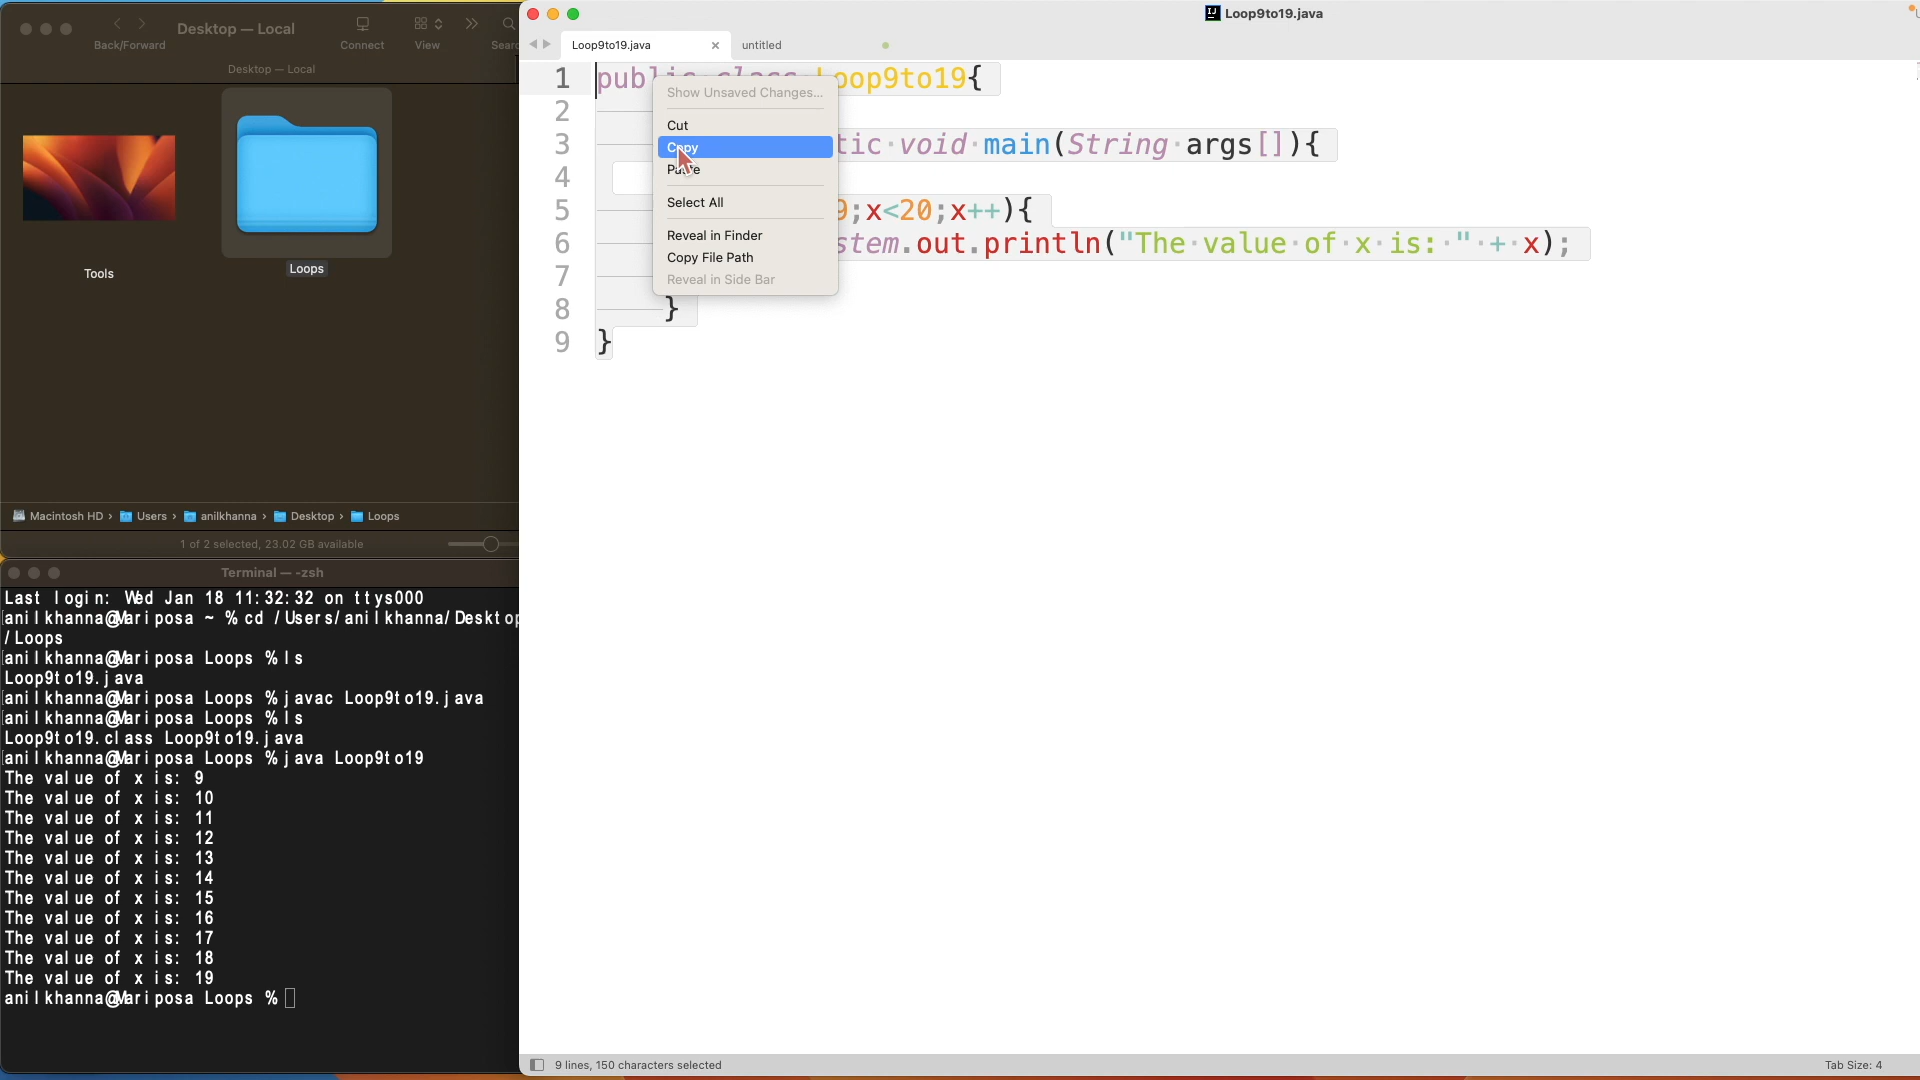 Desktop — Local
Back/Forward
Connect
View
Desktop — Local
Tools
Loops
Macintosh HD › Users › anilkhanna › Desktop › Loops
1 of 2 selected, 23.02 GB available
Terminal — -zsh
Last login: Wed Jan 18 11:32:32 on ttys000
anilkhanna@Mariposa ~ % cd /Users/anilkhanna/Desktop
/Loops
anilkhanna@Mariposa Loops % ls
Loop9to19.java
anilkhanna@Mariposa Loops % javac Loop9to19.java
anilkhanna@Mariposa Loops % ls
Loop9to19.class Loop9to19.java
anilkhanna@Mariposa Loops % java Loop9to19
The value of x is: 9
The value of x is: 10
The value of x is: 11
The value of x is: 12
The value of x is: 13
The value of x is: 14
The value of x is: 15
The value of x is: 16
The value of x is: 17
The value of x is: 18
The value of x is: 19
anilkhanna@Mariposa Loops %
Loop9to19.java
Loop9to19.java
untitled
1
oop9to19{
2
3 tic void main(String args[]){
4
5 9;x<20;x++){
6 stem.out.println("The value of x is: " + x);
7
8 }
9 }
Show Unsaved Changes...
Cut
Copy
Paste
Select All
Reveal in Finder
Copy File Path
Reveal in Side Bar
9 lines, 150 characters selected
Tab Size: 4